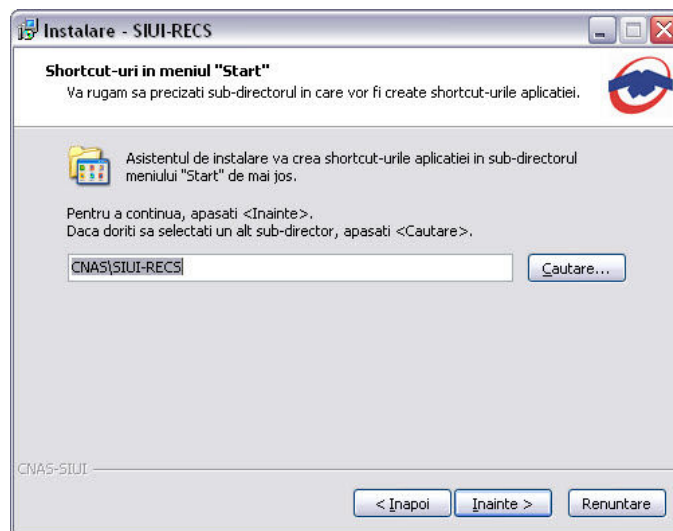 Instalare - SIUI-RECS
Shortcut-uri in meniul "Start"
Va rugam sa precizati sub-directorul in care vor fi create shortcut-urile aplicatiei.
Asistentul de instalare va crea shortcut-urile aplicatiei in sub-directorul
meniului "Start" de mai jos.
Pentru a continua, apasati <Inainte>.
Daca doriti sa selectati un alt sub-director, apasati <Cautare>.
CNAS\SIUI-RECS
Cautare...
CNAS-SIUI
< Inapoi
Inainte >
Renuntare